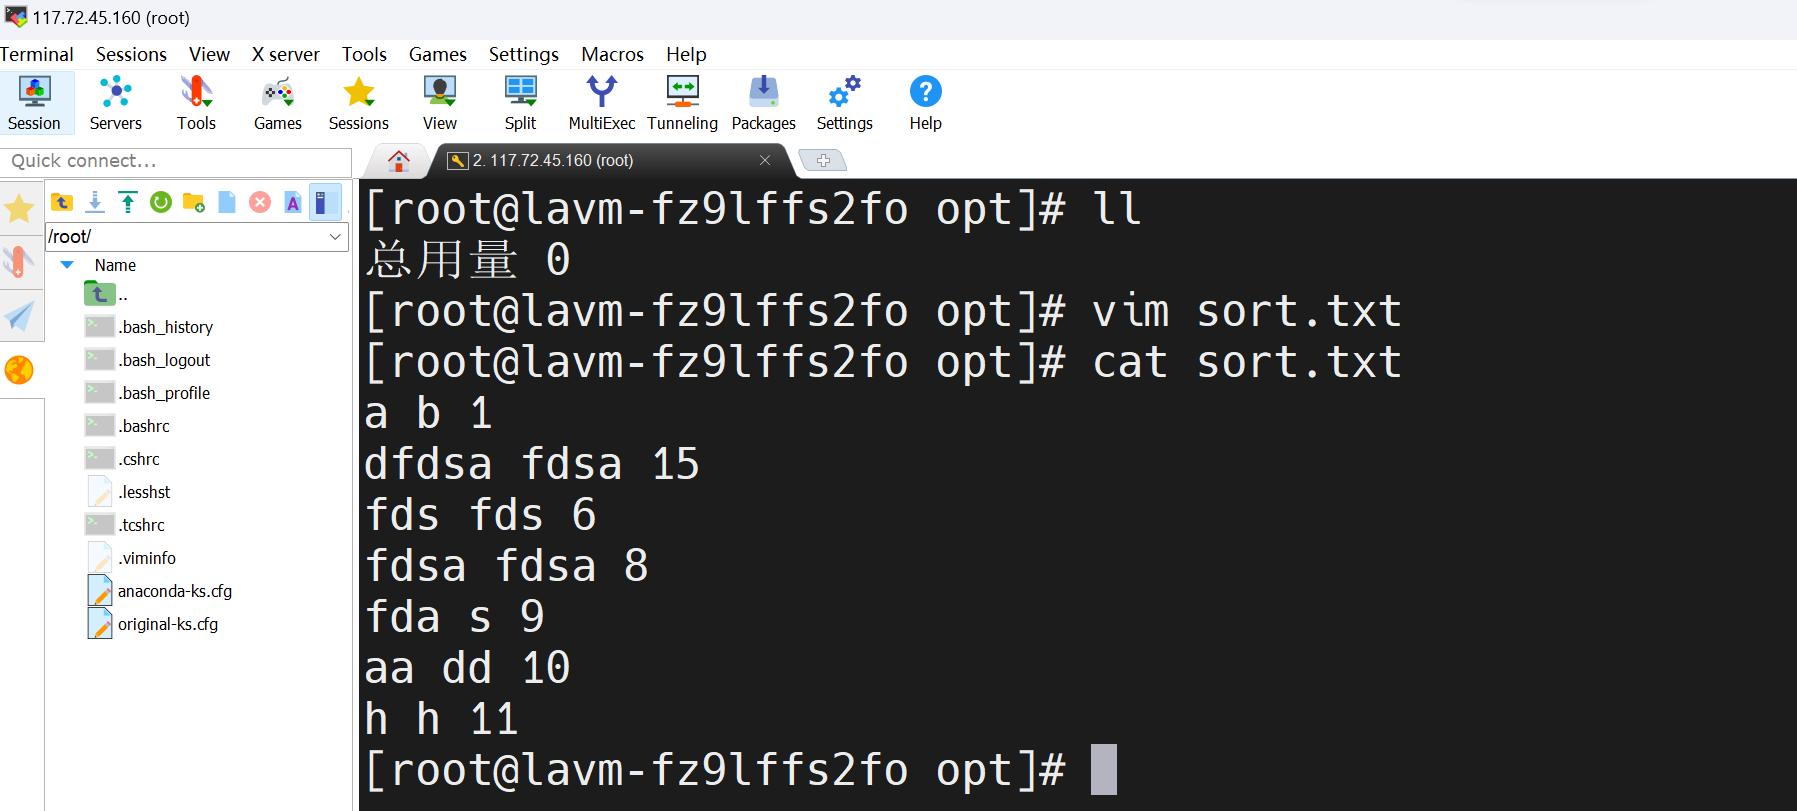 117.72.45.160 (root)
Terminal Sessions View X server Tools Games Settings Macros Help
Session Servers Tools Games Sessions View Split MultiExec Tunneling Packages Settings Help
Quick connect...
2. 117.72.45.160 (root)
/root/
Name
..
.bash_history
.bash_logout
.bash_profile
.bashrc
.cshrc
.lesshst
.tcshrc
.viminfo
anaconda-ks.cfg
original-ks.cfg
[root@lavm-fz9lffs2fo opt]# ll
总用量 0
[root@lavm-fz9lffs2fo opt]# vim sort.txt
[root@lavm-fz9lffs2fo opt]# cat sort.txt
a b 1
dfdsa fdsa 15
fds fds 6
fdsa fdsa 8
fda s 9
aa dd 10
h h 11
[root@lavm-fz9lffs2fo opt]#